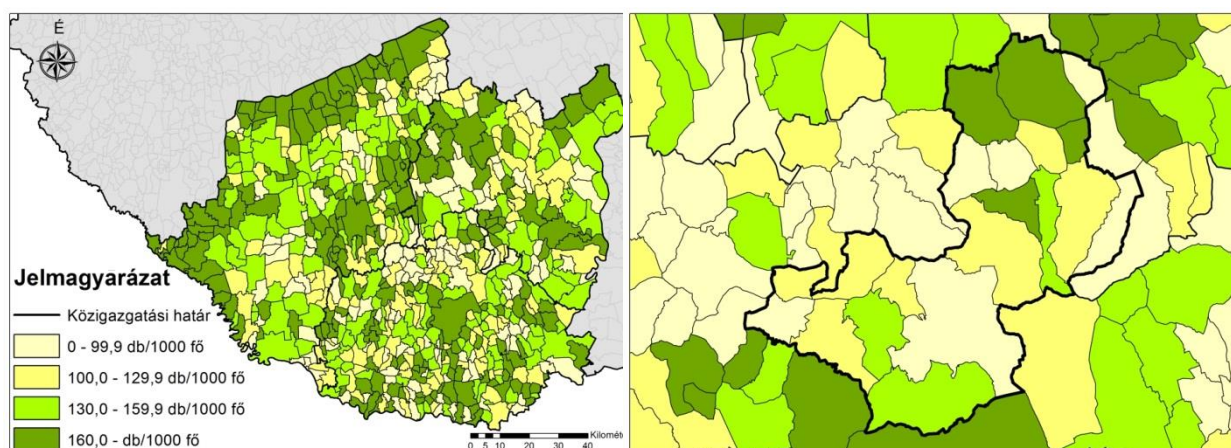 É
Jelmagyarázat
Közigazgatási határ
0 - 99,9 db/1000 fő
100,0 - 129,9 db/1000 fő
130,0 - 159,9 db/1000 fő
160,0 - db/1000 fő
0 5 10 20 30 40
Kilométe